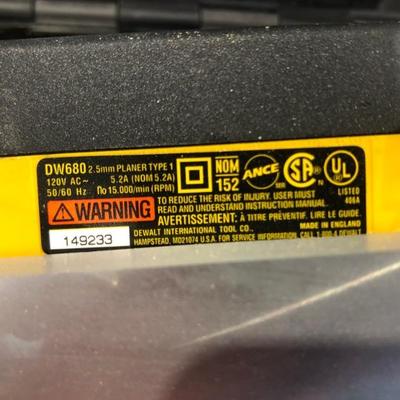 DW680 2.5mm PLANER TYPE 1
120V AC~ 5.2A (NOM 5.2A)
50/60 Hz no 15.000/min (RPM)
NOM
152
ANCE
SA
N
UL
LISTED
406A
WARNING
TO REDUCE THE RISK OF INJURY, USER MUST
READ AND UNDERSTAND INSTRUCTION MANUAL.
AVERTISSEMENT: À TITRE PRÉVENTIF, LIRE LE GUIDE.
149233
DEWALT INTERNATIONAL TOOL CO.,
MADE IN ENGLAND
HAMPSTEAD, MD21074 U.S.A. FOR SERVICE INFORMATION, CALL 1-800-4 DEWALT